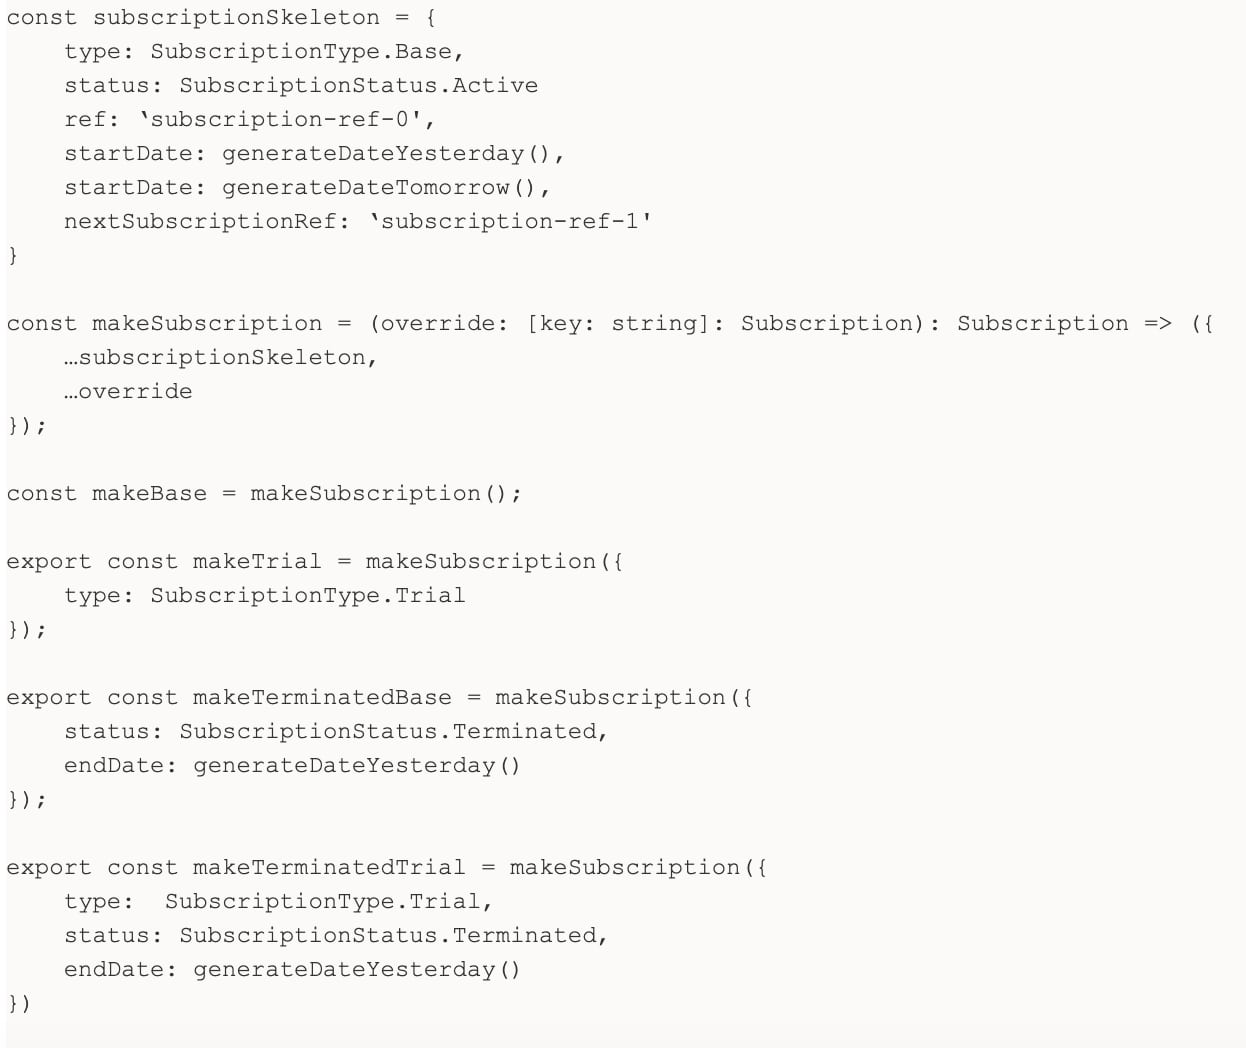 const subscriptionSkeleton = {
    type: SubscriptionType.Base,
    status: SubscriptionStatus.Active
    ref: ‘subscription-ref-0',
    startDate: generateDateYesterday(),
    startDate: generateDateTomorrow(),
    nextSubscriptionRef: ‘subscription-ref-1'
}

const makeSubscription = (override: [key: string]: Subscription): Subscription => ({
    …subscriptionSkeleton,
    …override
});

const makeBase = makeSubscription();

export const makeTrial = makeSubscription({
    type: SubscriptionType.Trial
});

export const makeTerminatedBase = makeSubscription({
    status: SubscriptionStatus.Terminated,
    endDate: generateDateYesterday()
});

export const makeTerminatedTrial = makeSubscription({
    type:  SubscriptionType.Trial,
    status: SubscriptionStatus.Terminated,
    endDate: generateDateYesterday()
})